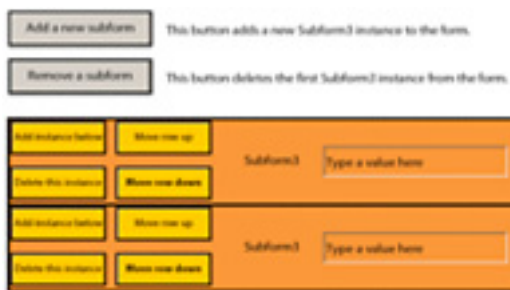 Add a new subform This button adds a new Subform3 instance to the form.
Remove a subform This button deletes the first Subform3 instance from the form.
Add instance below Move row up
Subform3 Type a value here
Delete this instance Move row down
Add instance below Move row up
Subform3 Type a value here
Delete this instance Move row down